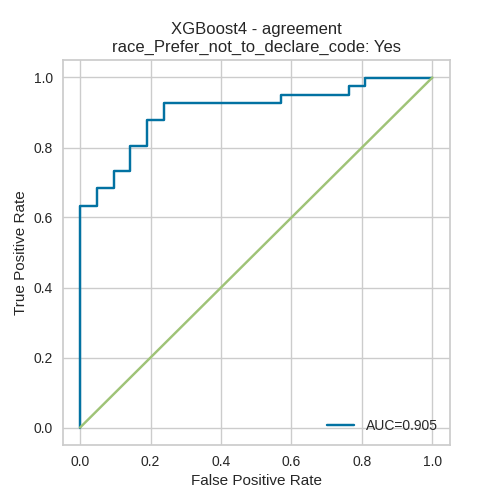 XGBoost4 - agreement
race_Prefer_not_to_declare_code: Yes
True Positive Rate
1.0
0.8
0.6
0.4
0.2
0.0
AUC=0.905
0.0 0.2 0.4 0.6 0.8 1.0
False Positive Rate